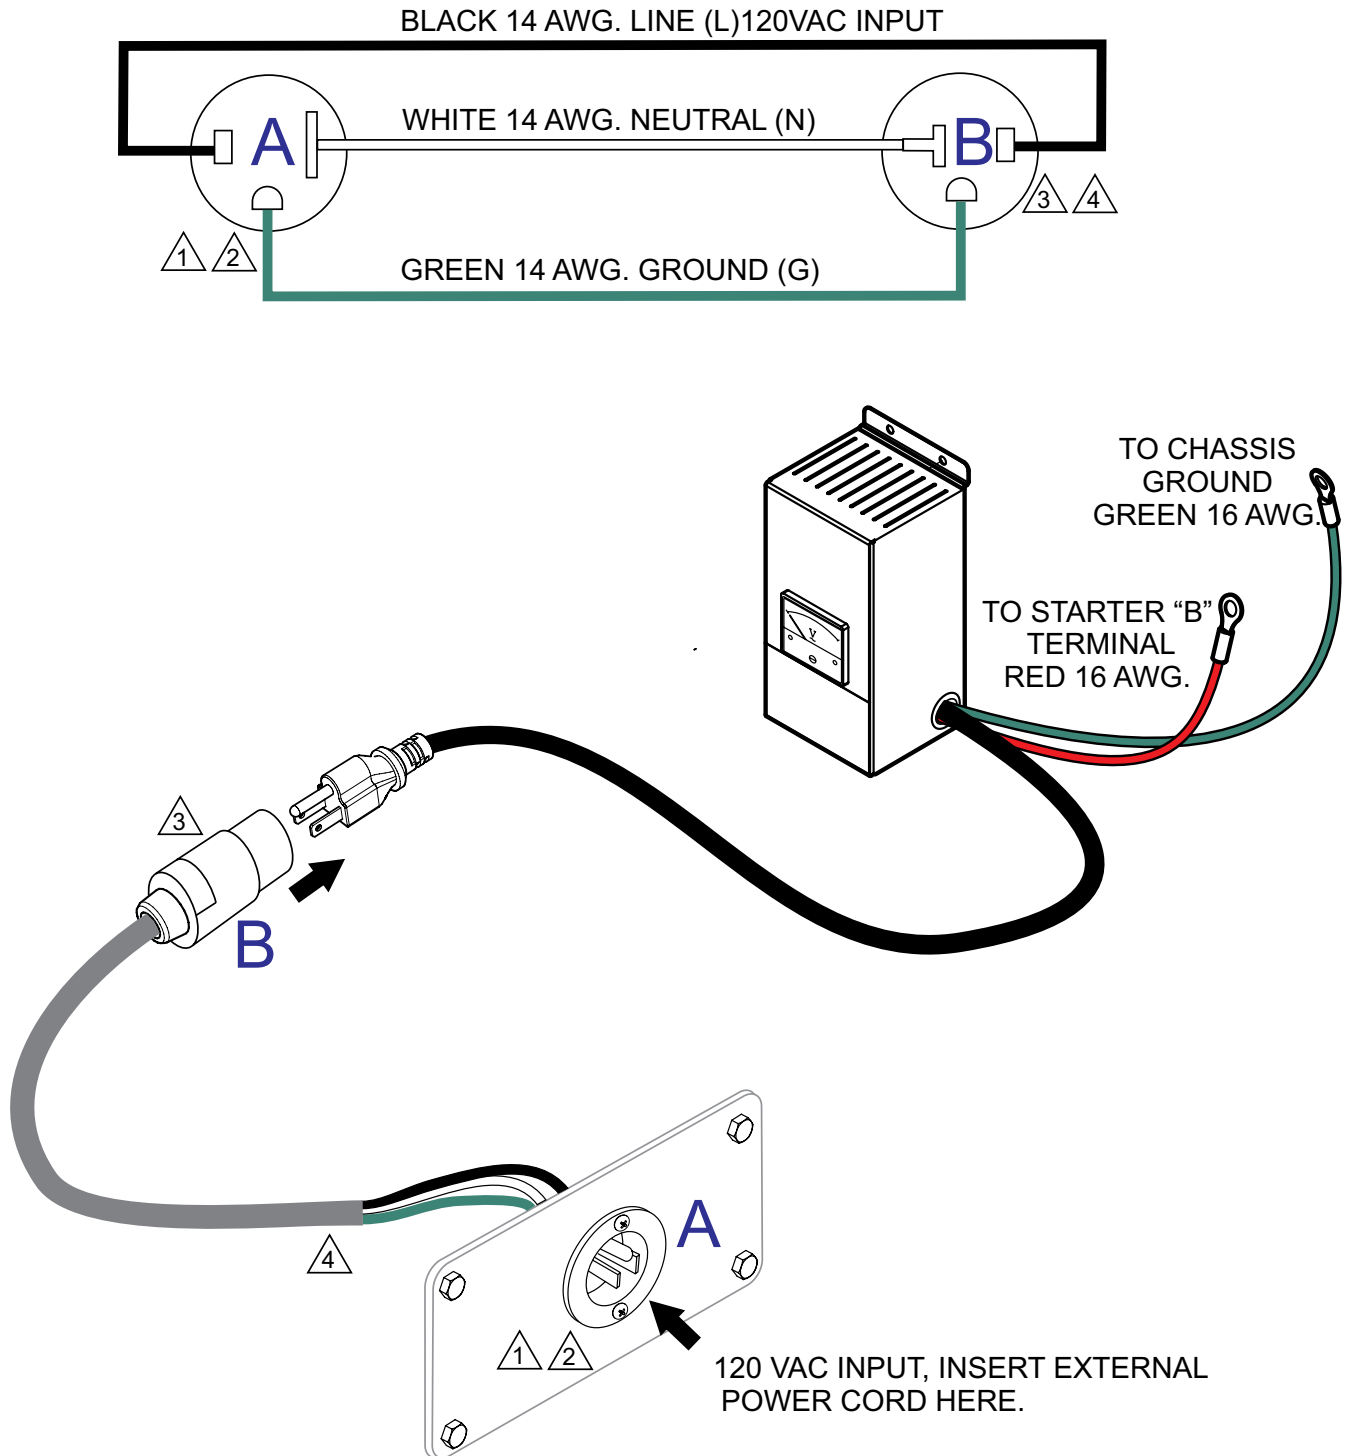 BLACK 14 AWG. LINE (L)120VAC INPUT
A
WHITE 14 AWG. NEUTRAL (N)
B
3 4
1 2
GREEN 14 AWG. GROUND (G)
TO CHASSIS
GROUND
GREEN 16 AWG.
TO STARTER “B”
TERMINAL
RED 16 AWG.
V
3
B
A
4
1 2
120 VAC INPUT, INSERT EXTERNAL
POWER CORD HERE.